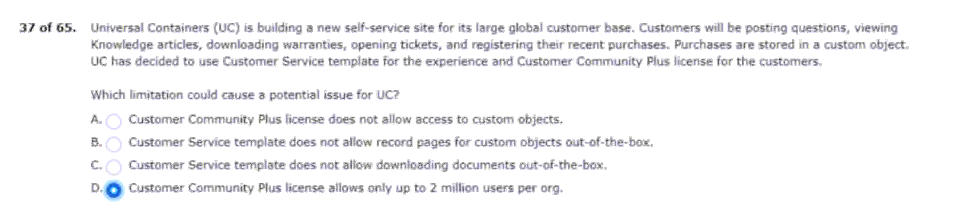 37 of 65. Universal Containers (UC) is building a new self-service site for its large global customer base. Customers will be posting questions, viewing
Knowledge articles, downloading warranties, opening tickets, and registering their recent purchases. Purchases are stored in a custom object.
UC has decided to use Customer Service template for the experience and Customer Community Plus license for the customers.
Which limitation could cause a potential issue for UC?
A. Customer Community Plus license does not allow access to custom objects.
B. Customer Service template does not allow record pages for custom objects out-of-the-box.
C. Customer Service template does not allow downloading documents out-of-the-box.
D. Customer Community Plus license allows only up to 2 million users per org.